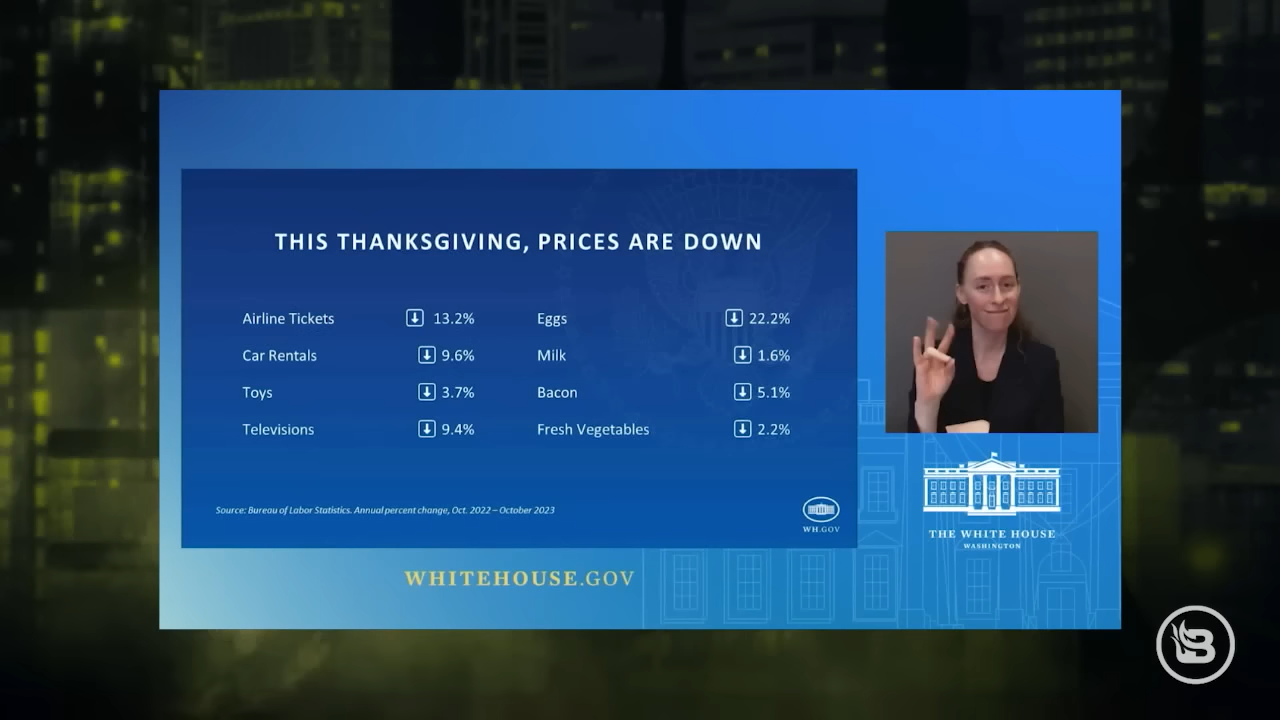 THIS THANKSGIVING, PRICES ARE DOWN
Airline Tickets 13.2%
Car Rentals 9.6%
Toys 3.7%
Televisions 9.4%
Eggs 22.2%
Milk 1.6%
Bacon 5.1%
Fresh Vegetables 2.2%
Source: Bureau of Labor Statistics. Annual percent change, Oct. 2022 – October 2023
WH.GOV
THE WHITE HOUSE
WASHINGTON
WHITEHOUSE.GOV
B